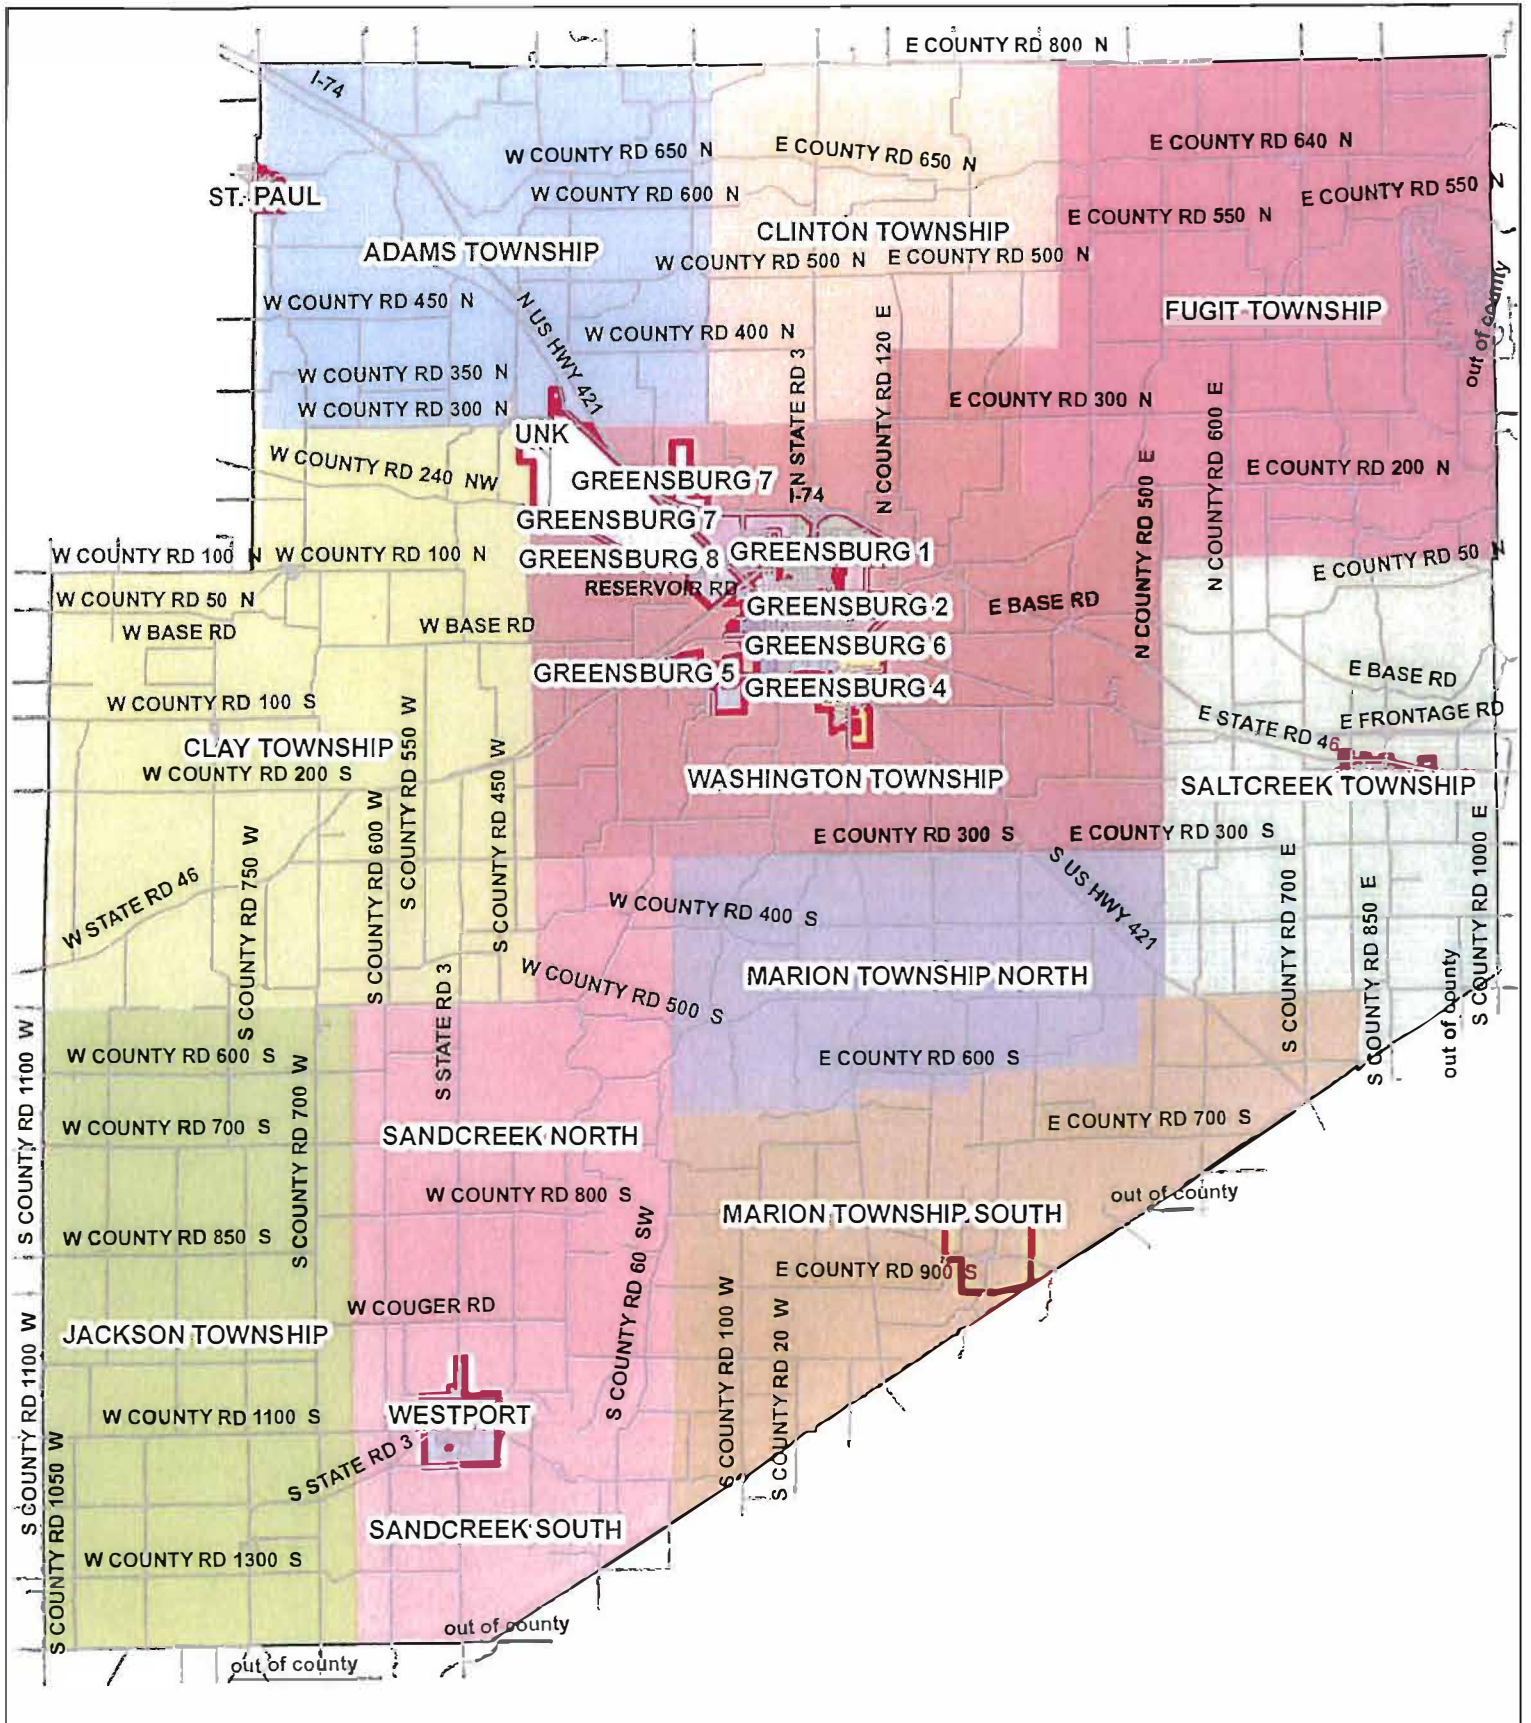 E COUNTY RD 800 N
I-74
W COUNTY RD 650 N
E COUNTY RD 650 N
E COUNTY RD 640 N
ST. PAUL
W COUNTY RD 600 N
E COUNTY RD 550 N
E COUNTY RD 550 N
ADAMS TOWNSHIP
CLINTON TOWNSHIP
W COUNTY RD 500 N
E COUNTY RD 500 N
W COUNTY RD 450 N
N US HWY 421
FUGIT TOWNSHIP
out of county
W COUNTY RD 400 N
N STATE RD 3
N COUNTY RD 120 E
W COUNTY RD 350 N
W COUNTY RD 300 N
E COUNTY RD 300 N
N COUNTY RD 500 E
N COUNTY RD 600 E
UNK
W COUNTY RD 240 NW
E COUNTY RD 200 N
GREENSBURG 7
I-74
GREENSBURG 7
W COUNTY RD 100 N
W COUNTY RD 100 N
GREENSBURG 8
GREENSBURG 1
E COUNTY RD 50 N
RESERVOIR RD
W COUNTY RD 50 N
GREENSBURG 2
E BASE RD
W BASE RD
W BASE RD
GREENSBURG 6
GREENSBURG 5
E BASE RD
GREENSBURG 4
W COUNTY RD 100 S
E STATE RD 46
E FRONTAGE RD
CLAY TOWNSHIP
W COUNTY RD 200 S
WASHINGTON TOWNSHIP
SALTCREEK TOWNSHIP
S COUNTY RD 550 W
S COUNTY RD 450 W
S COUNTY RD 600 W
S COUNTY RD 750 W
E COUNTY RD 300 S
E COUNTY RD 300 S
S COUNTY RD 1000 E
S US HWY 421
S COUNTY RD 700 E
S COUNTY RD 850 E
W STATE RD 46
W COUNTY RD 400 S
MARION TOWNSHIP NORTH
W COUNTY RD 500 S
out of county
S STATE RD 3
W COUNTY RD 600 S
E COUNTY RD 600 S
S COUNTY RD 1100 W
S COUNTY RD 700 W
W COUNTY RD 700 S
E COUNTY RD 700 S
SANDCREEK NORTH
W COUNTY RD 800 S
out of county
MARION TOWNSHIP SOUTH
W COUNTY RD 850 S
S COUNTY RD 60 SW
E COUNTY RD 900 S
W COUGER RD
JACKSON TOWNSHIP
S COUNTY RD 1100 W
S COUNTY RD 100 W
S COUNTY RD 20 W
W COUNTY RD 1100 S
WESTPORT
S STATE RD 3
S COUNTY RD 1050 W
SANDCREEK SOUTH
W COUNTY RD 1300 S
out of county
out of county